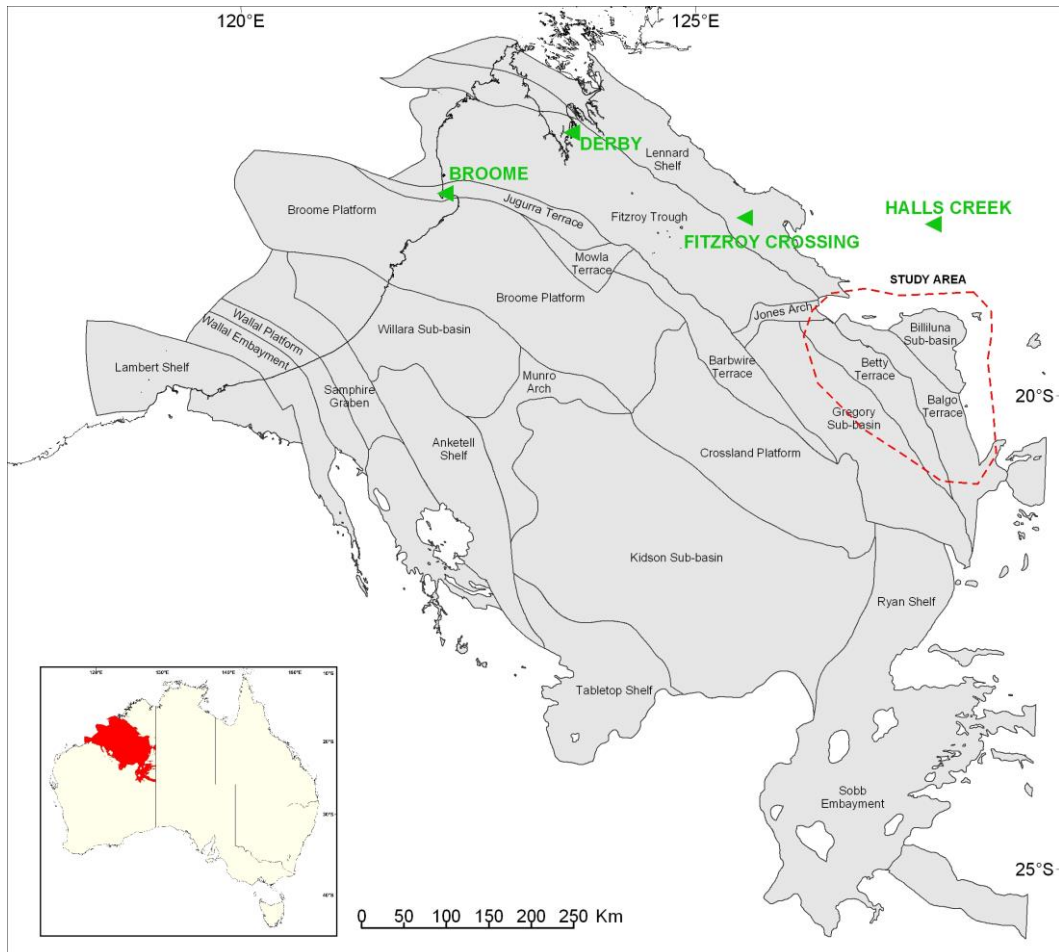 120°E
125°E
DERBY
Lennard
Shelf
BROOME
Jugurra Terrace
Broome Platform
Fitzroy Trough
HALLS CREEK
FITZROY CROSSING
Mowla
Terrace
STUDY AREA
Broome Platform
Jones Arch
Wallal Platform
Wallal Embayment
Willara Sub-basin
Billiluna
Sub-basin
Lambert Shelf
Samphire
Graben
Munro
Arch
Barbwire
Terrace
Betty
Terrace
20°S
Balgo
Terrace
Gregory
Sub-basin
Anketell
Shelf
Crossland Platform
Kidson Sub-basin
Ryan Shelf
Tabletop Shelf
Sobb
Embayment
25°S
0 50 100 150 200 250 Km